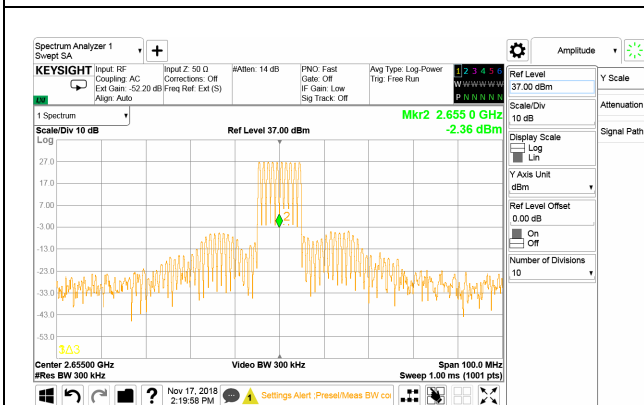 Spectrum Analyzer 1
Swept SA
Amplitude
KEYSIGHT
Input: RF
Coupling: AC
Ext Gain: -52.20 dB
Align: Auto
Input Z: 50 Ω
Corrections: Off
Freq Ref: Ext (S)
#Atten: 14 dB
PNO: Fast
Gate: Off
IF Gain: Low
Sig Track: Off
Avg Type: Log-Power
Trig: Free Run
1 2 3 4 5 6
W W W W W W
P N N N N N
LXI
1 Spectrum
Mkr2 2.655 0 GHz
Scale/Div 10 dB
Ref Level 37.00 dBm
-2.36 dBm
Log
27.0
17.0
7.00
-3.00
-13.0
-23.0
-33.0
-43.0
-53.0
2
3Δ3
Center 2.65500 GHz
Video BW 300 kHz
Span 100.0 MHz
#Res BW 300 kHz
Sweep 1.00 ms (1001 pts)
Ref Level
37.00 dBm
Scale/Div
10 dB
Display Scale
Log
Lin
Y Axis Unit
dBm
Ref Level Offset
0.00 dB
On
Off
Number of Divisions
10
Y Scale
Attenuation
Signal Path
?
Nov 17, 2018
2:19:58 PM
1
Settings Alert ;Presel/Meas BW co